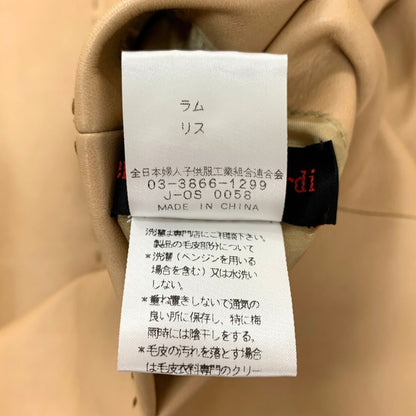 ラム
リス
全日本婦人子供服工業組合連合会
03-3866-1299
J-OS 0058
MADE IN CHINA
洗濯は専門店にご相談下さい。
製品の毛皮部分について
*洗濯(ベンジンを用いる
場合を含む)又は水洗い
しない。
*重ね置きしないで通気の
良い所に保存し、特に梅
雨時には陰干しをする。
*毛皮の汚れを落とす場合
は毛皮衣料専門のクリー
rdi